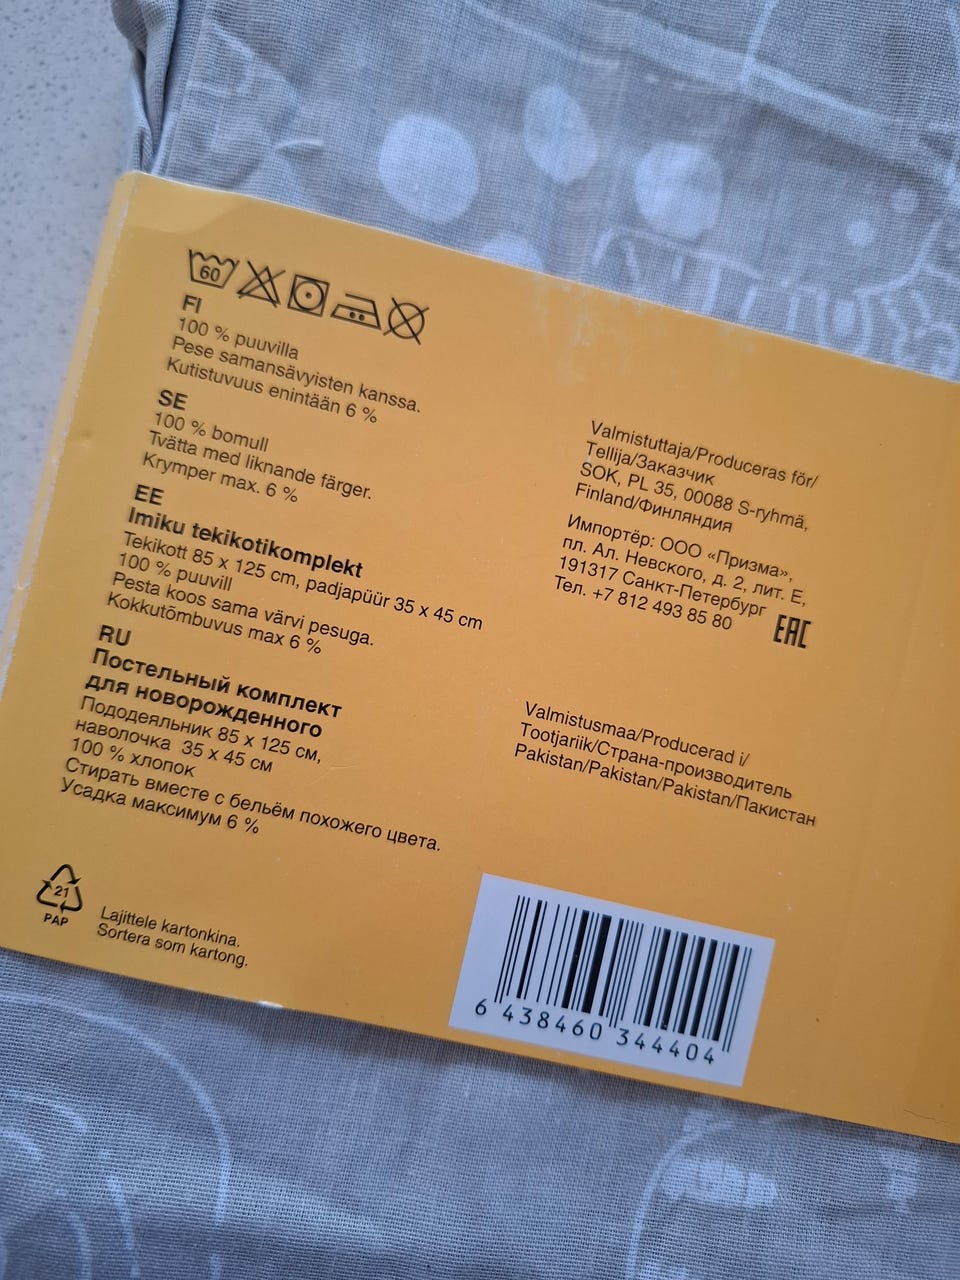 60
FI
100 % puuvilla
Pese samansävyisten kanssa.
Kutistuvuus enintään 6 %
SE
100 % bomull
Tvätta med liknande färger.
Krymper max. 6 %
EE
Imiku tekikotikomplekt
Tekikott 85 x 125 cm, padjapüür 35 x 45 cm
100 % puuvill
Pesta koos sama värvi pesuga.
Kokkutõmbuvus max 6 %
RU
Постельный комплект
для новорожденного
Пододеяльник 85 x 125 см,
наволочка 35 x 45 см
100 % хлопок
Стирать вместе с бельём похожего цвета.
Усадка максимум 6 %
21
PAP
Lajittele kartonkina.
Sortera som kartong.
Valmistuttaja/Produceras för/
Tellija/Заказчик
SOK, PL 35, 00088 S-ryhmä,
Finland/Финляндия
Импортёр: ООО «Призма»,
пл. Ал. Невского, д. 2, лит. Е,
191317 Санкт-Петербург
Тел. +7 812 493 85 80
EAC
Valmistusmaa/Producerad i/
Tootjariik/Страна-производитель
Pakistan/Pakistan/Pakistan/Пакистан
6 438460 344404